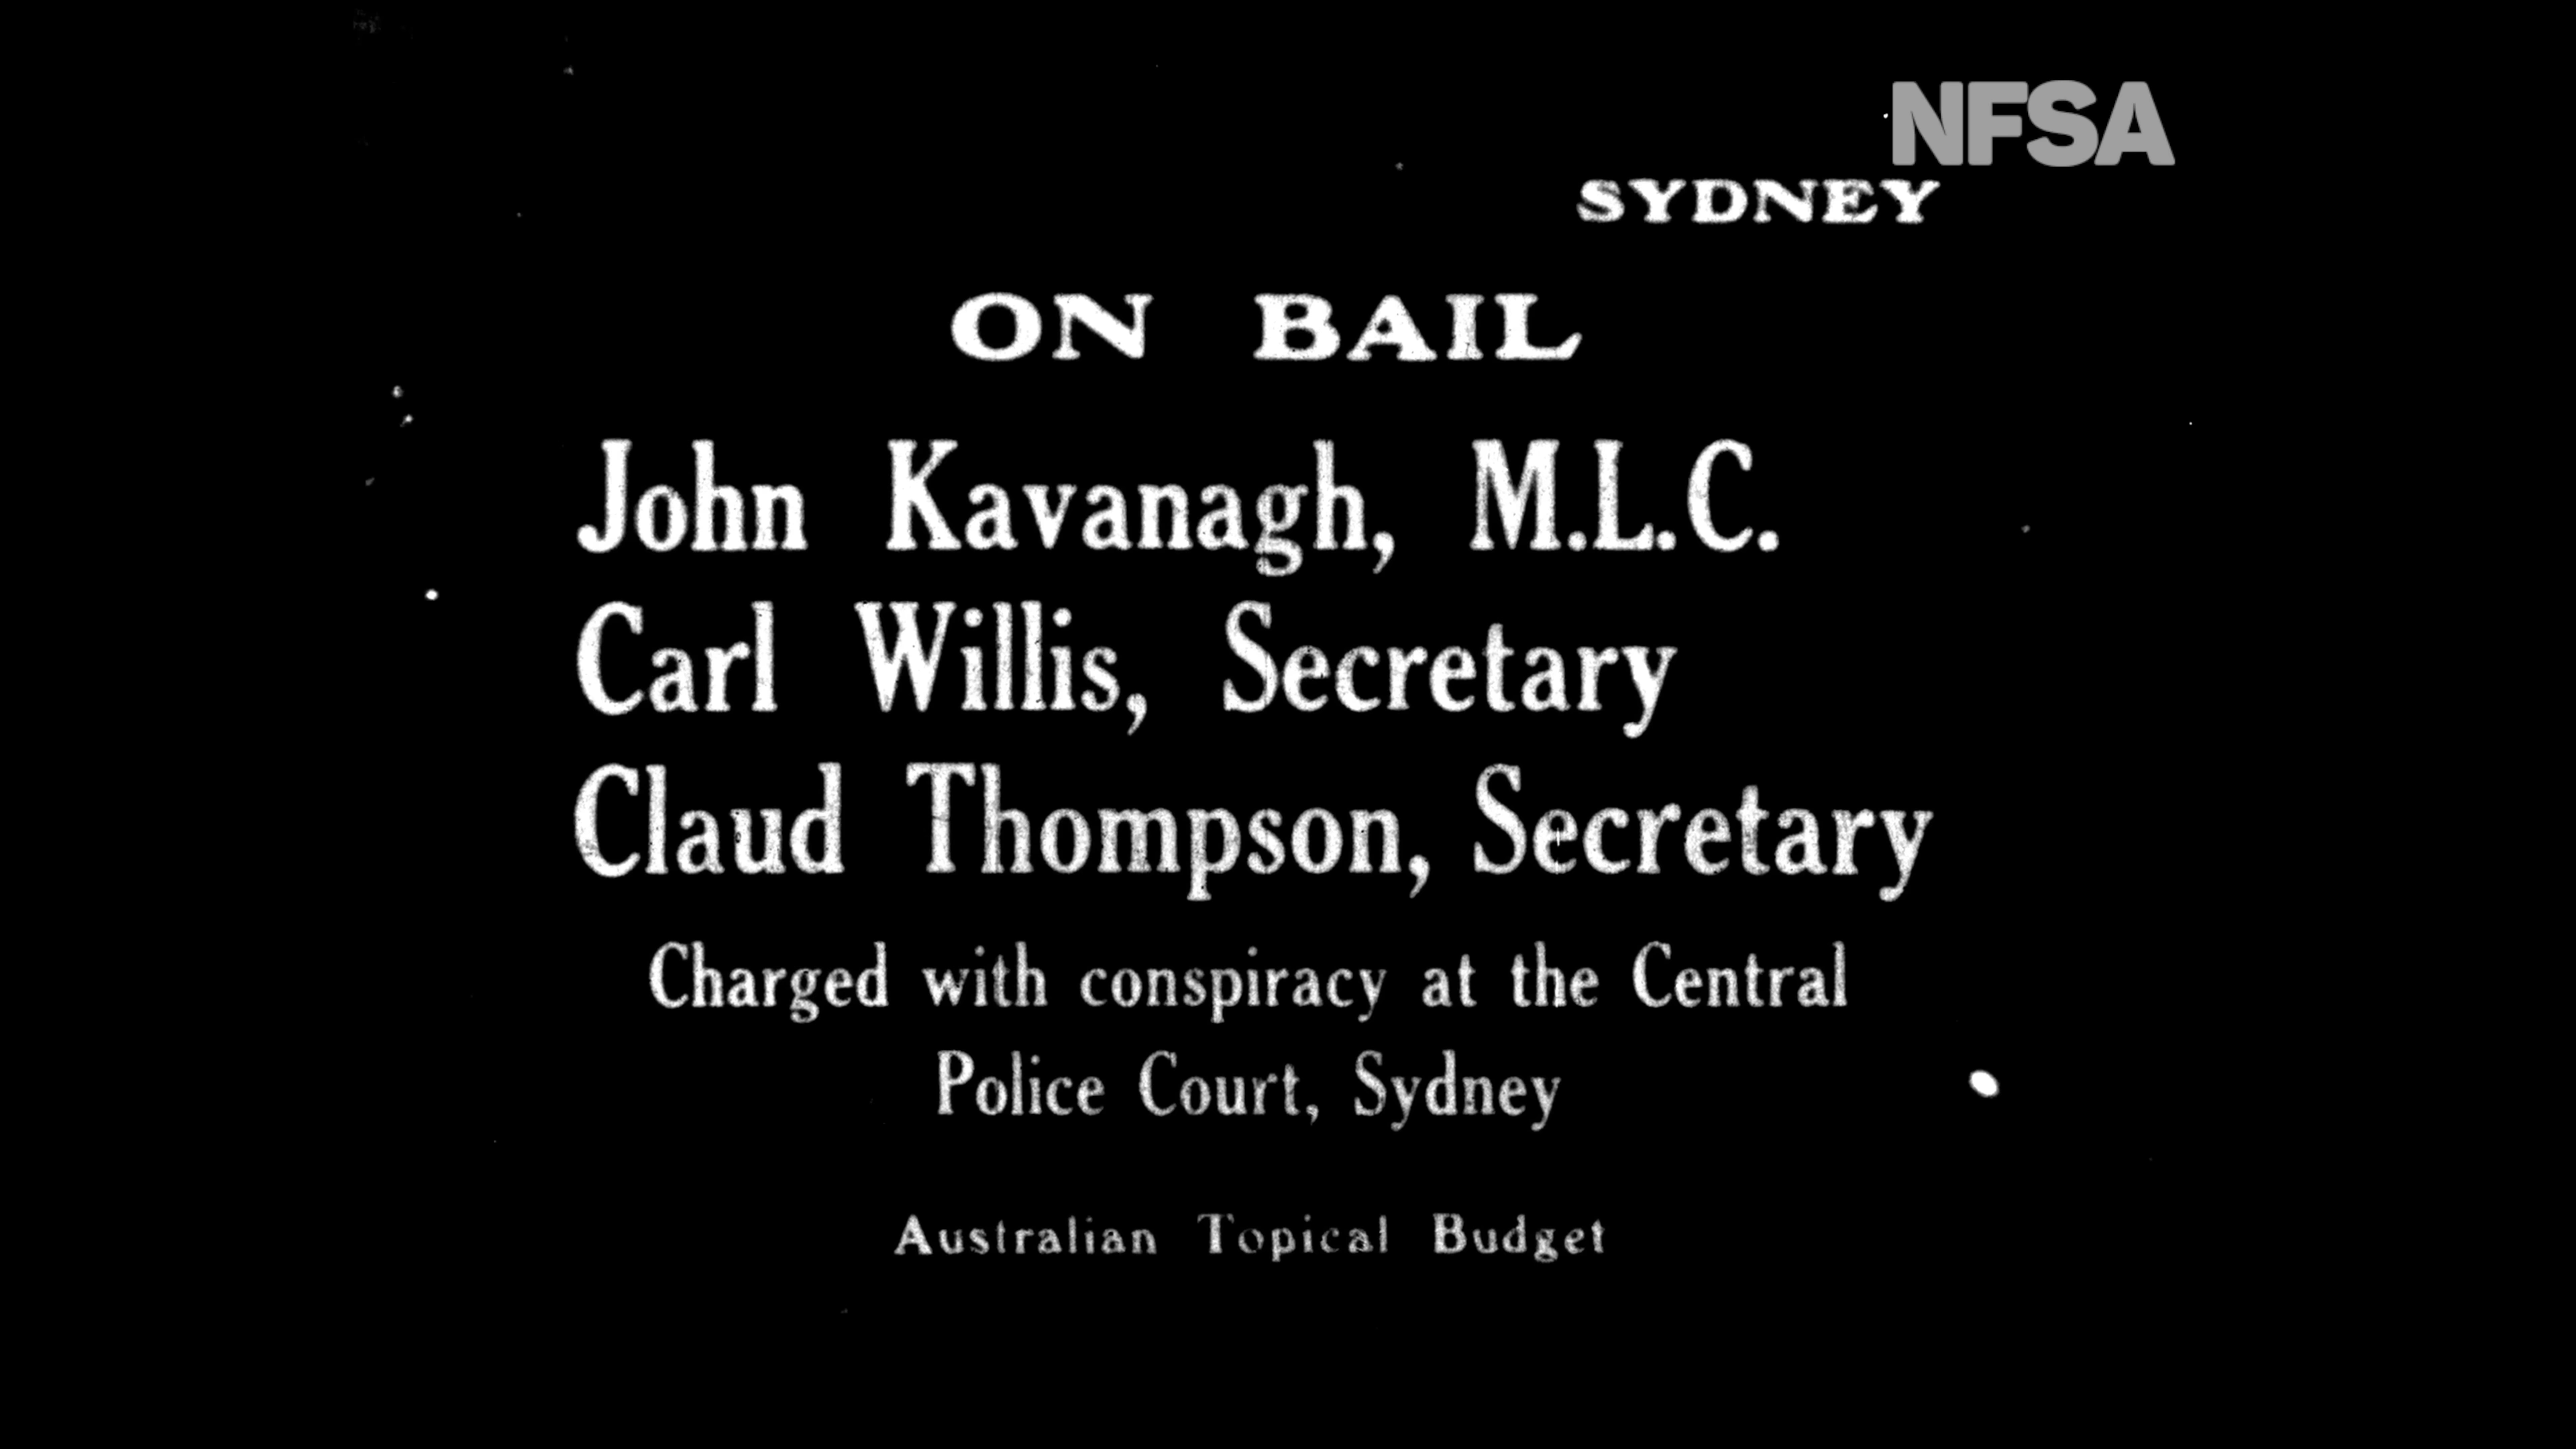 NFSA
SYDNEY
ON BAIL
John Kavanagh, M.L.C.
Carl Willis, Secretary
Claud Thompson, Secretary
Charged with conspiracy at the Central
Police Court, Sydney
Australian Topical Budget